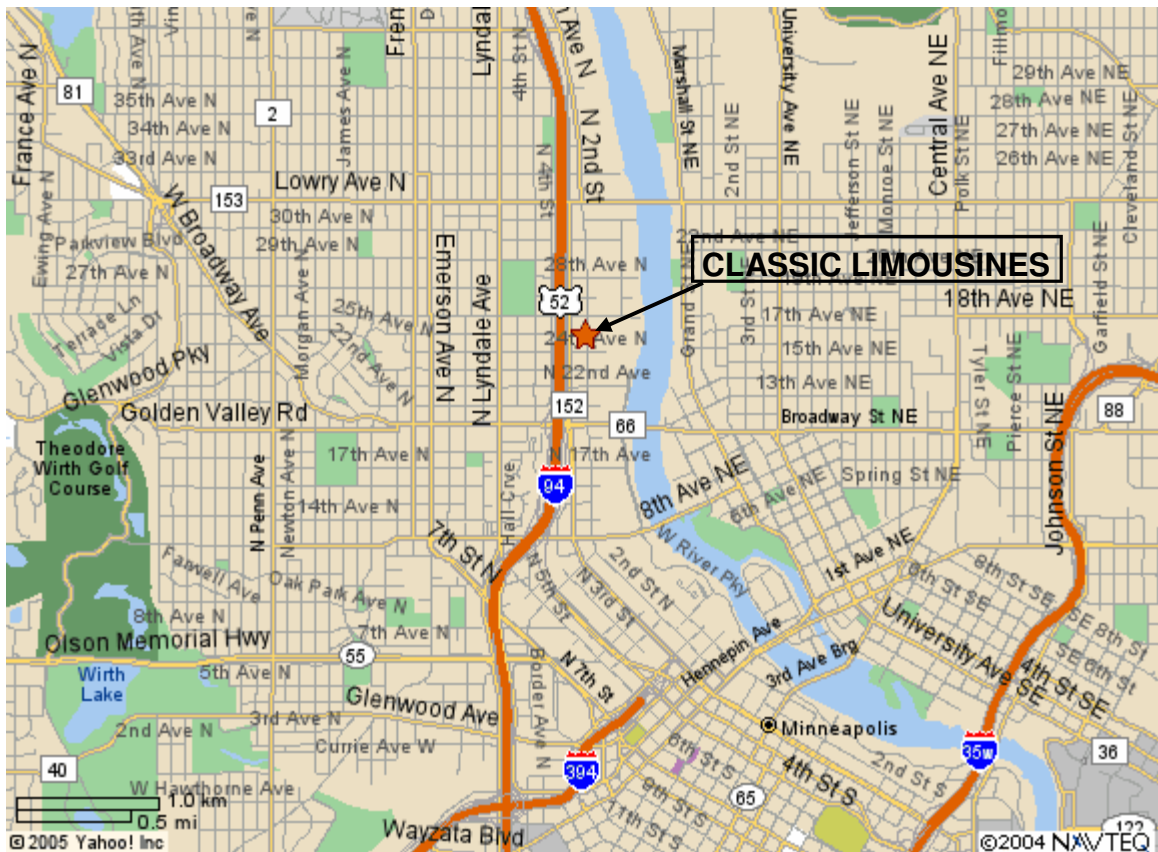 France Ave N
81
35th Ave N
34th Ave N
33rd Ave N
2
James Ave N
4th St
Ave N
N 2nd St
N 4th St
Marshall St NE
2nd St NE
University Ave NE
Jefferson St NE
Monroe St NE
Central Ave NE
Polk St NE
29th Ave NE
28th Ave NE
27th Ave NE
26th Ave NE
Cleveland St NE
Lowry Ave N
153
W Broadway Ave
30th Ave N
29th Ave N
Ewing Ave N
Parkview Blvd
27th Ave N
28th Ave N
CLASSIC LIMOUSINES
52
18th Ave NE
Garfield St NE
Terrace Ln
Vista Dr
25th Ave N
22nd Ave N
Morgan Ave N
Emerson Ave N
N Lyndale Ave
24th Ave N
Grand St NE
3rd St NE
17th Ave NE
15th Ave NE
Tyler St NE
Pierce St NE
Glenwood Pky
N 22nd Ave
13th Ave NE
Golden Valley Rd
152
66
Broadway St NE
88
Theodore
Wirth Golf
Course
17th Ave N
N 17th Ave
Spring St NE
Johnson St NE
N Penn Ave
Newton Ave N
14th Ave N
94
8th Ave NE
6th Ave NE
7th St N
W River Pky
1st Ave NE
Farwell Ave
Oak Park Ave N
N 5th St
N 3rd St
2nd St N
8th St SE
8th Ave N
7th Ave N
Olson Memorial Hwy
55
Hennepin Ave
University Ave SE
SE 8th St
SE 6th St
Wirth
Lake
5th Ave N
Border Ave N
N 7th St
3rd Ave Brg
4th St SE
Glenwood Ave
3rd Ave N
2nd Ave N
Currie Ave W
Minneapolis
35W
36
40
W Hawthorne Ave
394
6th St S
4th St S
2nd St S
9th St S
65
1.0 km
0.5 mi
Wayzata Blvd
11th St S
122
© 2005 Yahoo! Inc
©2004 NAVTEQ